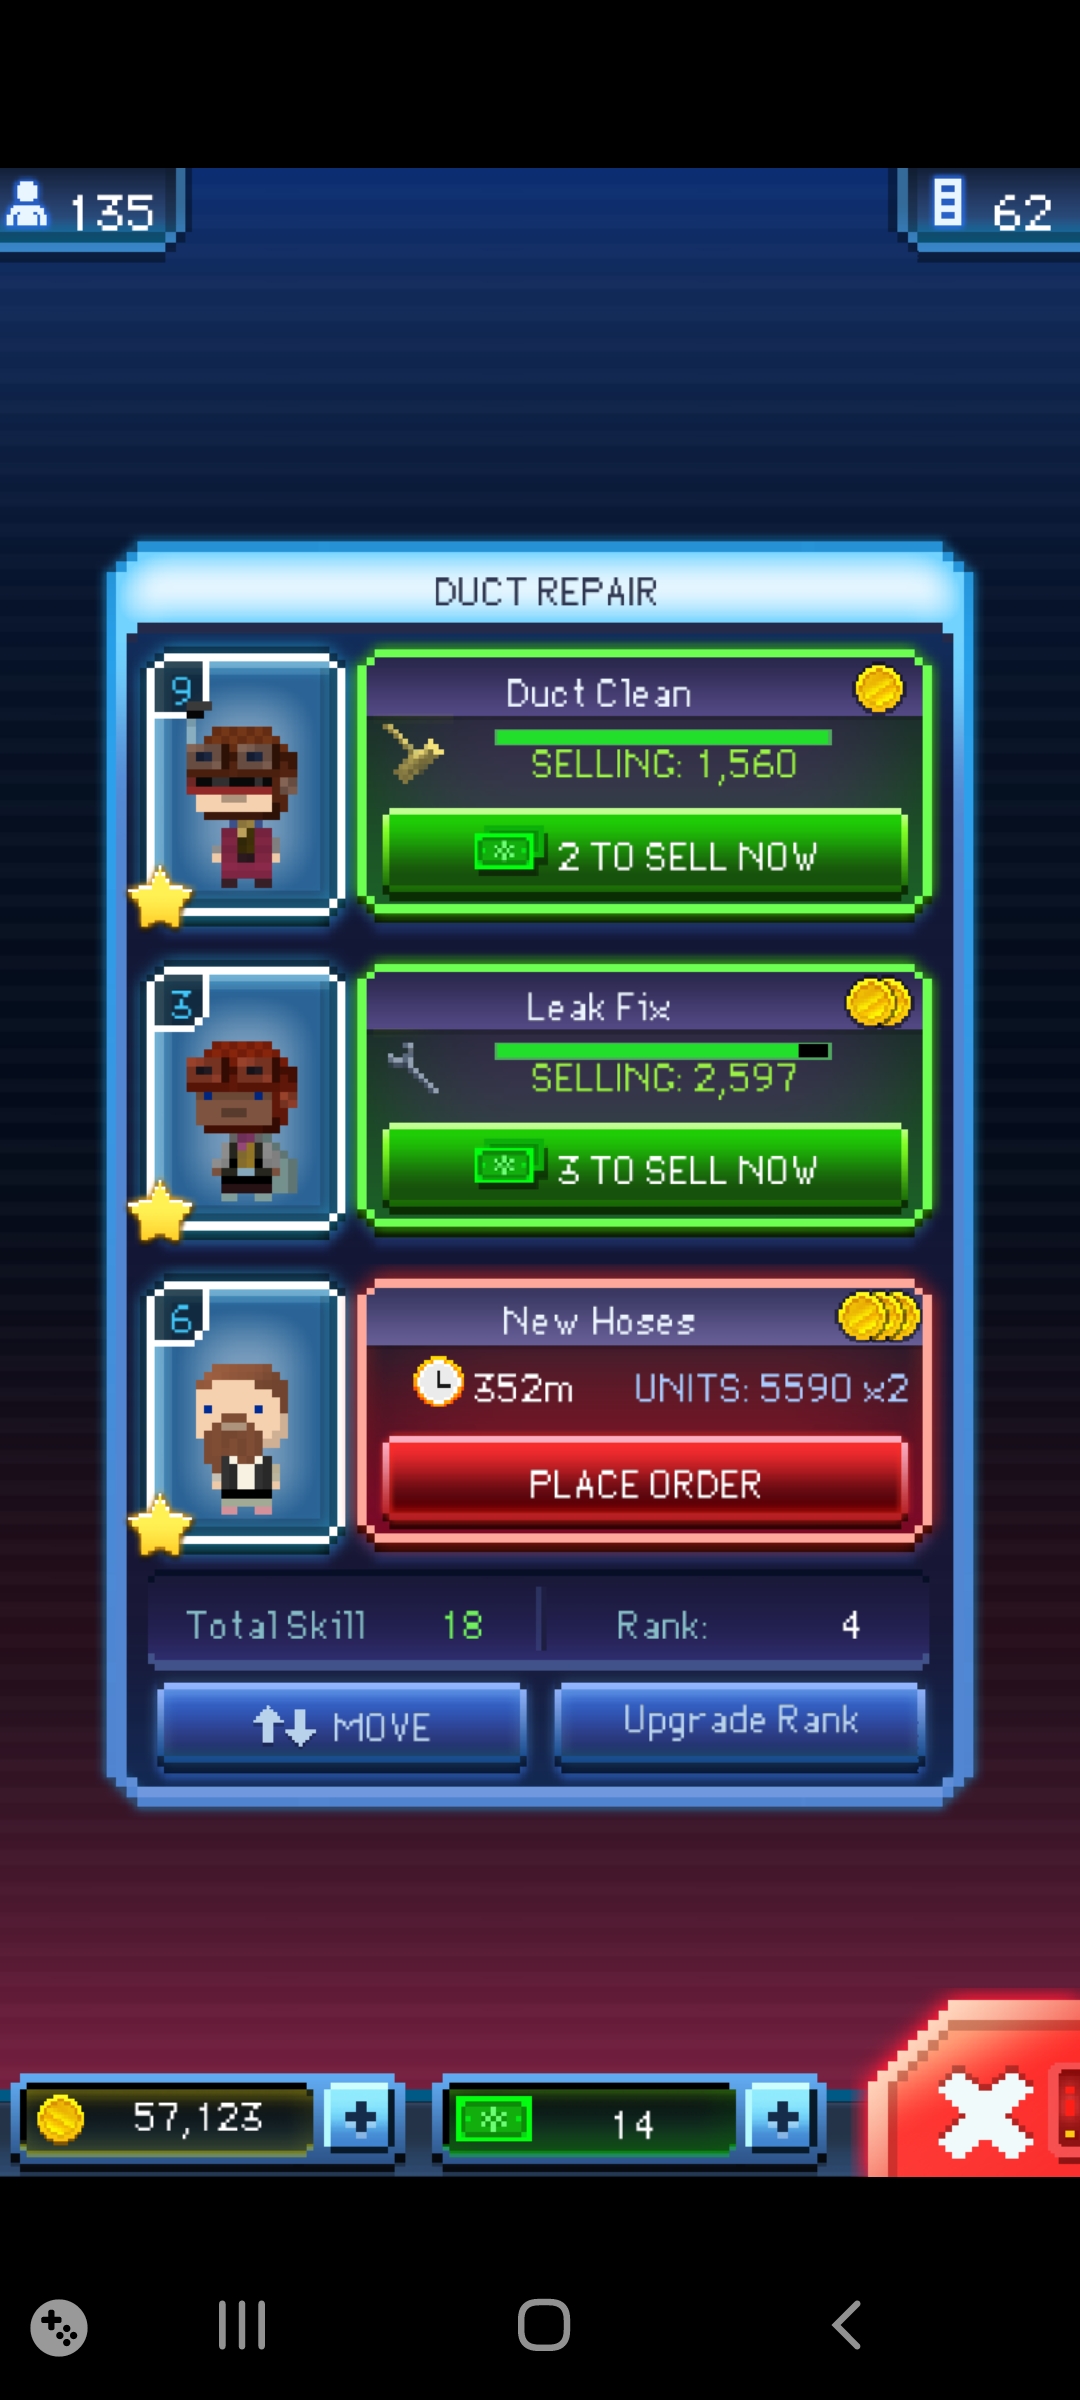 135
62
DUCT REPAIR
9
Duct Clean
SELLING: 1,560
2 TO SELL NOW
3
Leak Fix
SELLING: 2,597
3 TO SELL NOW
6
New Hoses
352m UNITS: 5590 x2
PLACE ORDER
Total Skill 18 Rank: 4
MOVE
Upgrade Rank
57,123
14